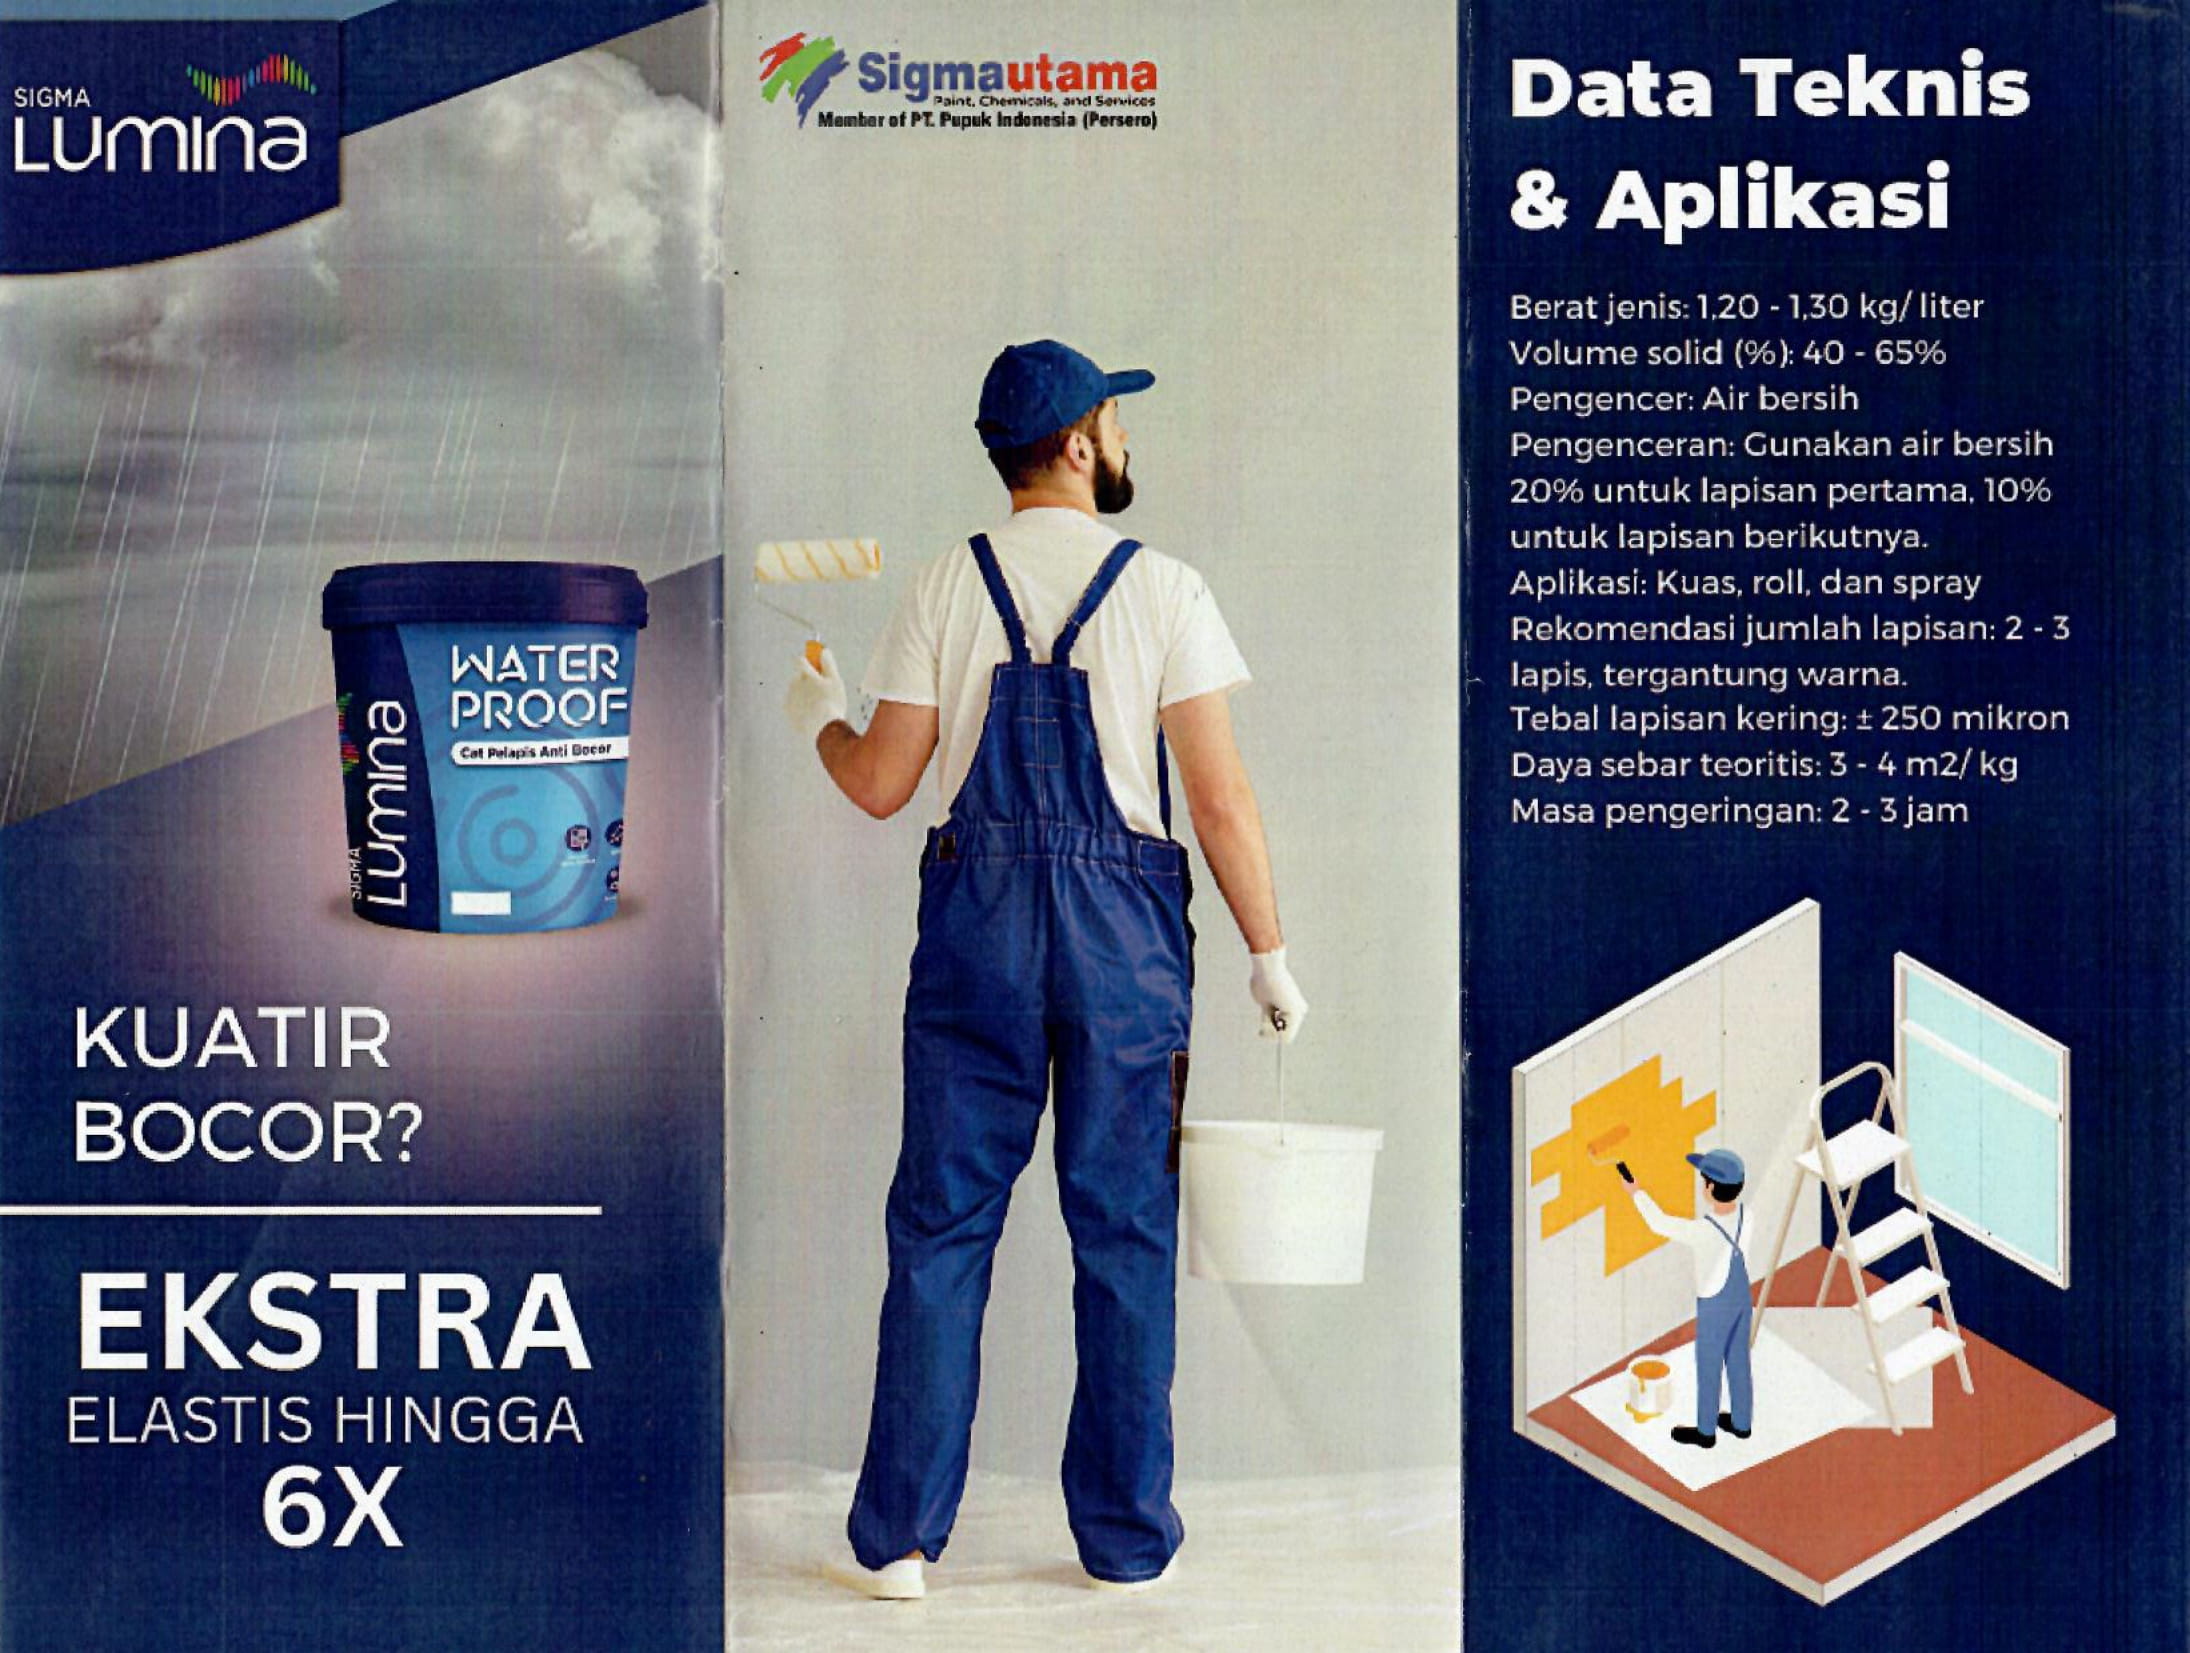 SIGMA
LUMINA
WATER
PROOF
Cat Pelapis Anti Bocor
SIGMA
LUMINA
KUATIR
BOCOR?
EKSTRA
ELASTIS HINGGA
6X
Sigmautama
Paint, Chemicals, and Services
Member of PT. Pupuk Indonesia (Persero)
Data Teknis
& Aplikasi
Berat jenis: 1,20 - 1,30 kg/ liter
Volume solid (%): 40 - 65%
Pengencer: Air bersih
Pengenceran: Gunakan air bersih
20% untuk lapisan pertama, 10%
untuk lapisan berikutnya.
Aplikasi: Kuas, roll, dan spray
Rekomendasi jumlah lapisan: 2 - 3
lapis, tergantung warna.
Tebal lapisan kering: ± 250 mikron
Daya sebar teoritis: 3 - 4 m2/ kg
Masa pengeringan: 2 - 3 jam